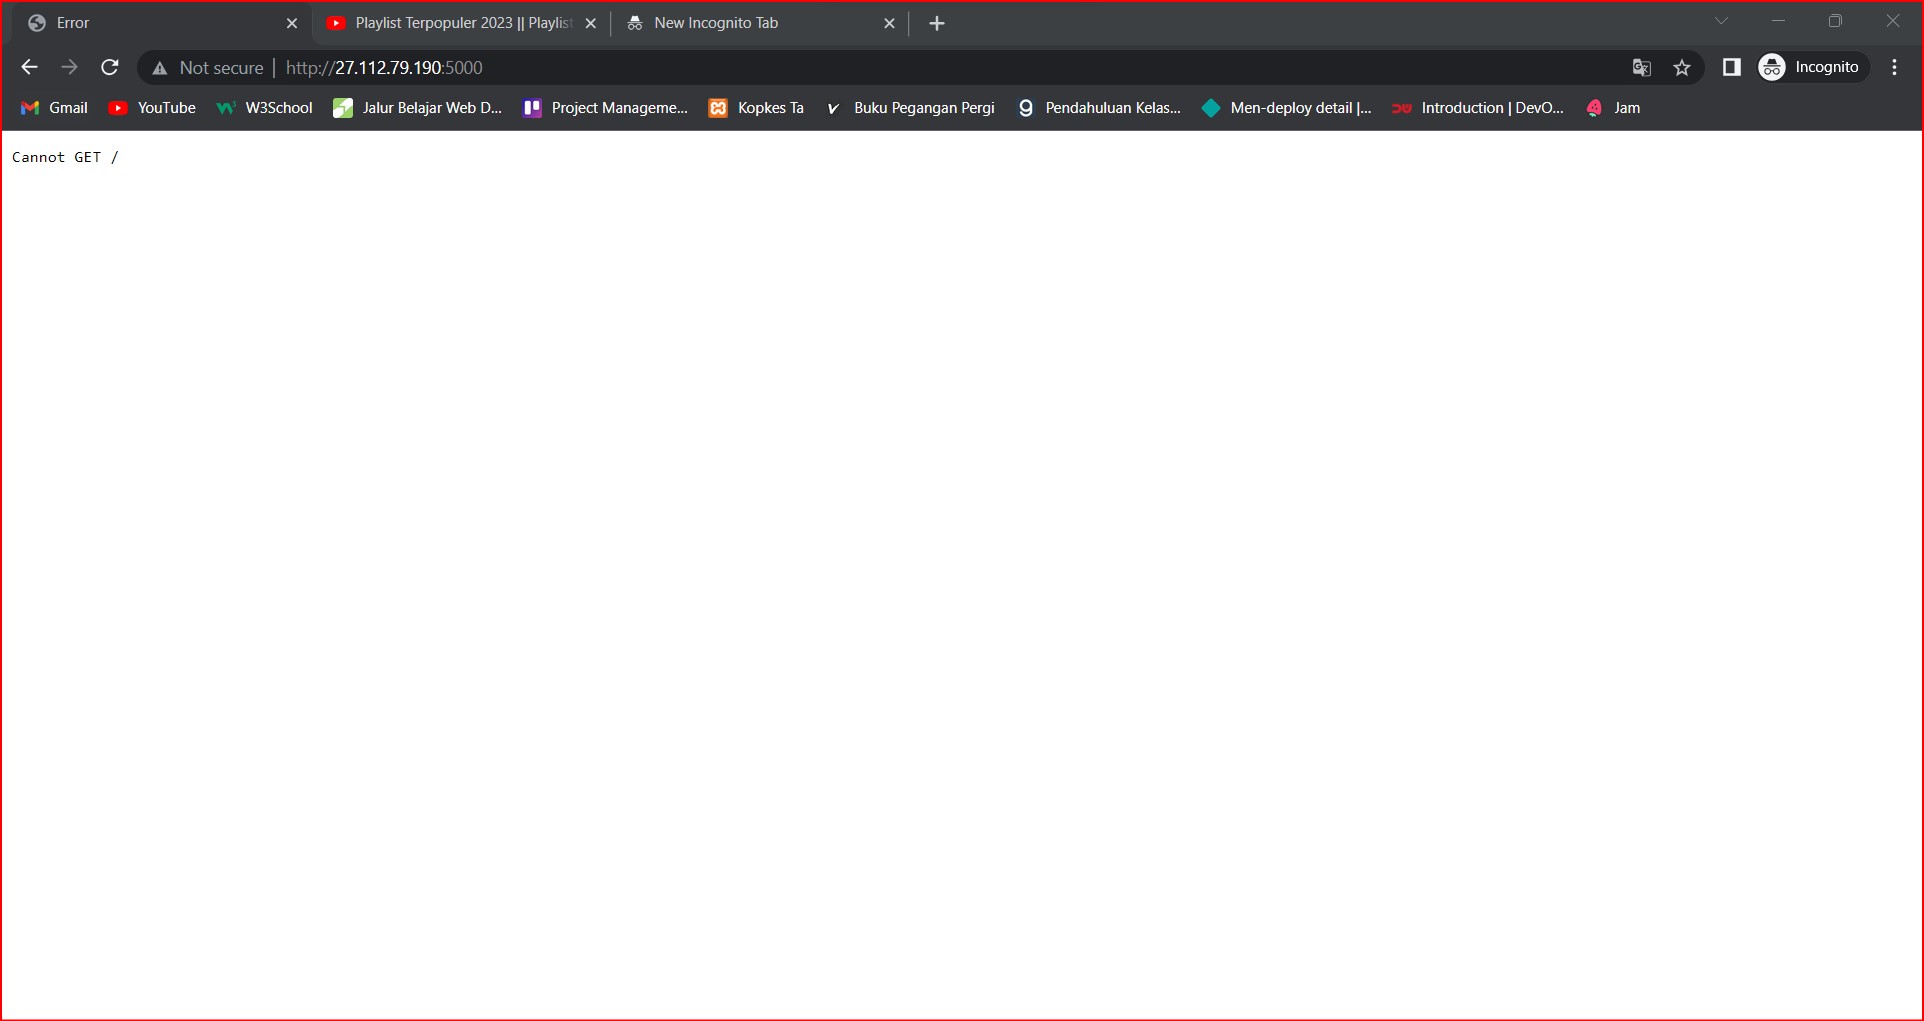 Error
Playlist Terpopuler 2023 || Playlist
New Incognito Tab
Not secure | http://27.112.79.190:5000
Incognito
Gmail
YouTube
W3School
Jalur Belajar Web D...
Project Manageme...
Kopkes Ta
Buku Pegangan Pergi
Pendahuluan Kelas...
Men-deploy detail |...
Introduction | DevO...
Jam
Cannot GET /